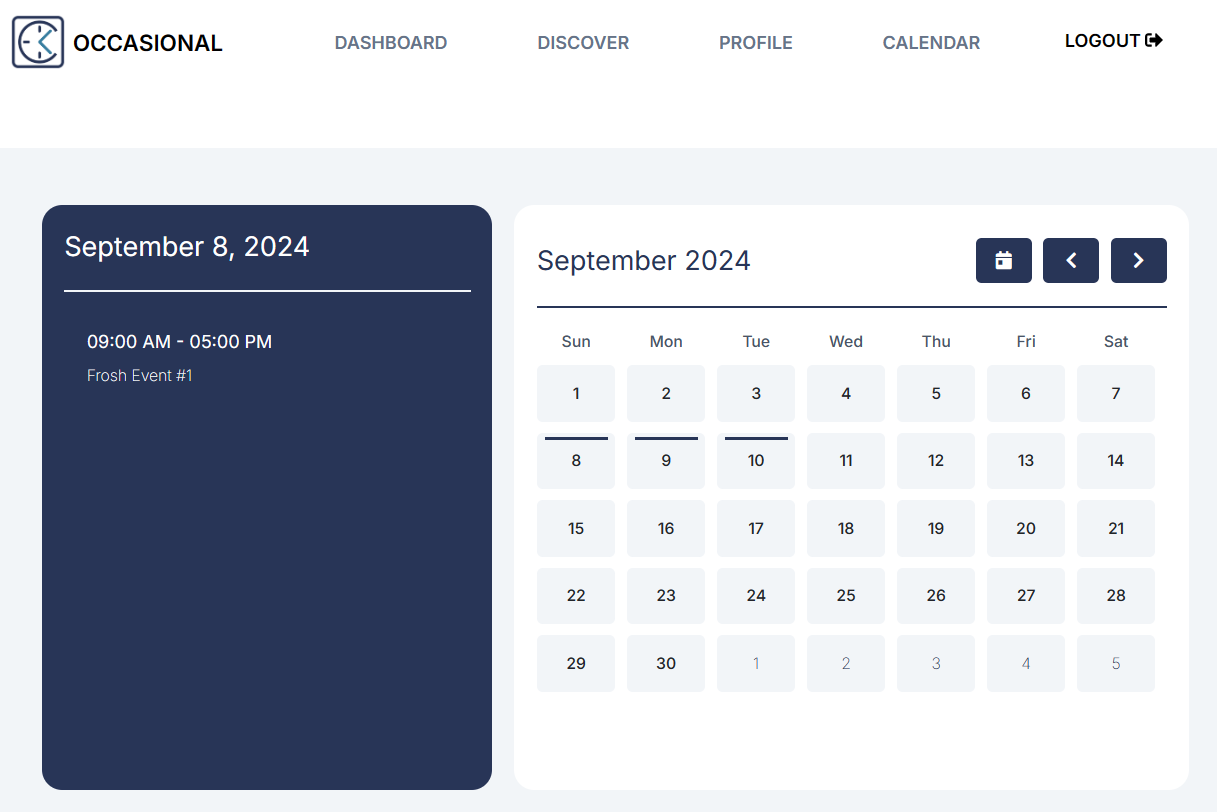 OCCASIONAL DASHBOARD DISCOVER PROFILE CALENDAR LOGOUT
September 8, 2024
09:00 AM - 05:00 PM
Frosh Event #1
September 2024
Sun Mon Tue Wed Thu Fri Sat
1 2 3 4 5 6 7
8 9 10 11 12 13 14
15 16 17 18 19 20 21
22 23 24 25 26 27 28
29 30 1 2 3 4 5